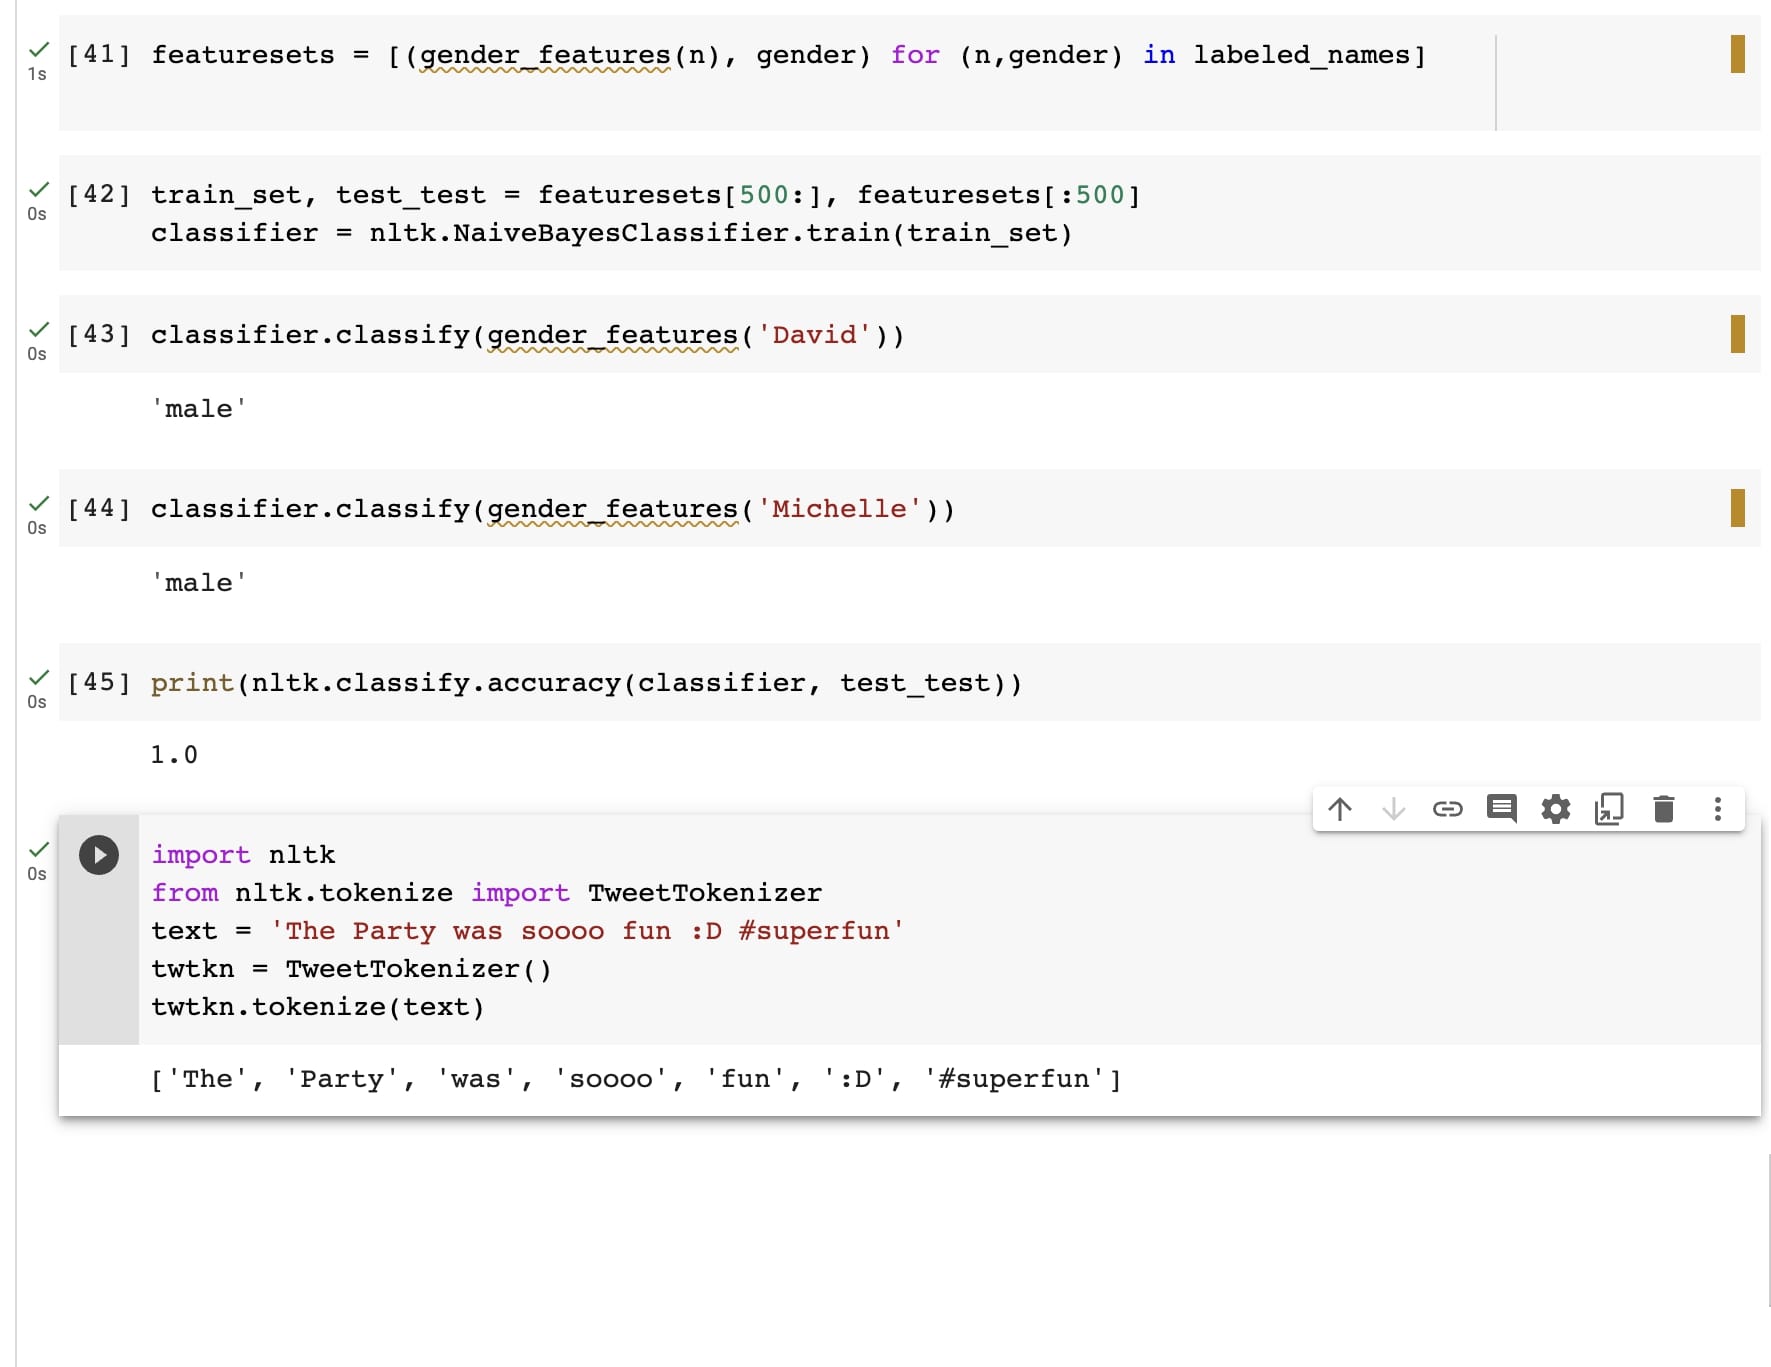 [41] featuresets = [(gender_features(n), gender) for (n,gender) in labeled_names]
1s
[42] train_set, test_test = featuresets[500:], featuresets[:500]
0s
classifier = nltk.NaiveBayesClassifier.train(train_set)
[43] classifier.classify(gender_features('David'))
0s
'male'
[44] classifier.classify(gender_features('Michelle'))
0s
'male'
[45] print(nltk.classify.accuracy(classifier, test_test))
0s
1.0
import nltk
0s
from nltk.tokenize import TweetTokenizer
text = 'The Party was soooo fun :D #superfun'
twtkn = TweetTokenizer()
twtkn.tokenize(text)
['The', 'Party', 'was', 'soooo', 'fun', ':D', '#superfun']